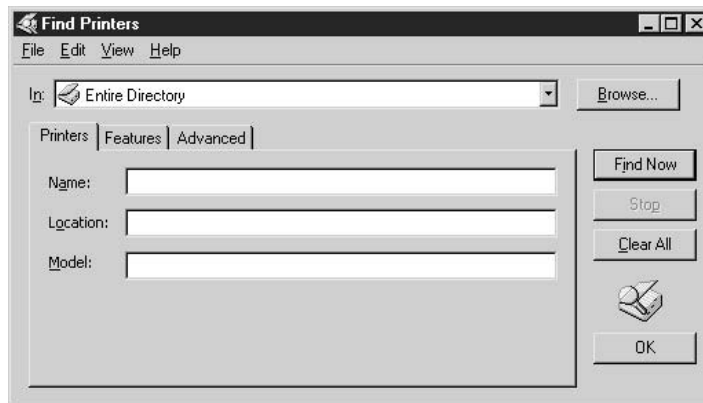 Find Printers
File Edit View Help
In: Entire Directory Browse...
Printers Features Advanced
Name:
Location:
Model:
Find Now
Stop
Clear All
OK